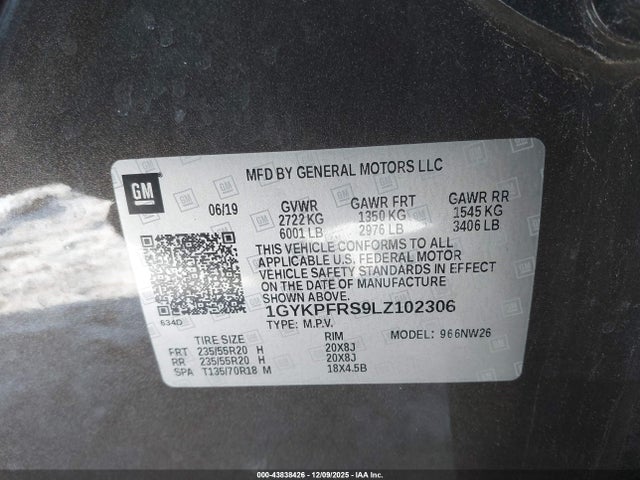 MFD BY GENERAL MOTORS LLC
GM
06/19 GVWR GAWR FRT GAWR RR
2722 KG 1350 KG 1545 KG
6001 LB 2976 LB 3406 LB
THIS VEHICLE CONFORMS TO ALL
APPLICABLE U.S. FEDERAL MOTOR
VEHICLE SAFETY STANDARDS IN EFFECT
ON THE DATE OF MANUFACTURE
1GYKPFRS9LZ102306
634D
TYPE: M.P.V. MODEL: 966NW26
TIRE SIZE RIM
FRT 235/55R20 H 20X8J
RR 235/55R20 H 20X8J
SPA T135/70R18 M 18X4.5B
000-43838426 | 12/09/2025 | IAA Inc.